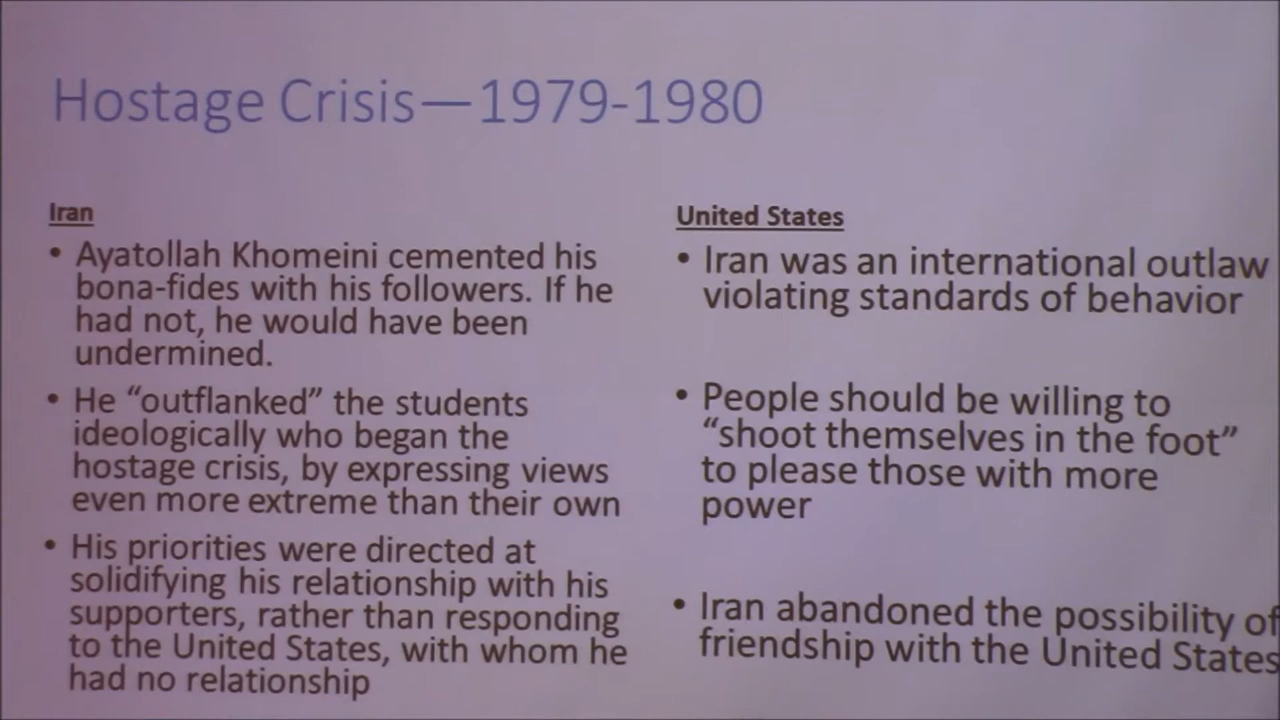 Hostage Crisis—1979-1980
Iran
• Ayatollah Khomeini cemented his
bona-fides with his followers. If he
had not, he would have been
undermined.
• He “outflanked” the students
ideologically who began the
hostage crisis, by expressing views
even more extreme than their own
• His priorities were directed at
solidifying his relationship with his
supporters, rather than responding
to the United States, with whom he
had no relationship
United States
• Iran was an international outlaw
violating standards of behavior
• People should be willing to
“shoot themselves in the foot”
to please those with more
power
• Iran abandoned the possibility of
friendship with the United States